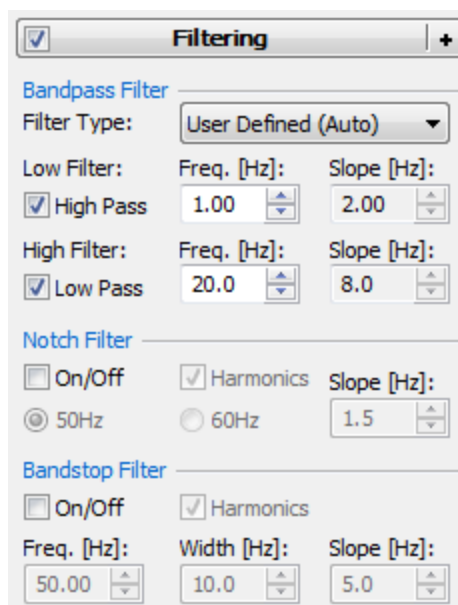 Filtering +
Bandpass Filter
Filter Type: User Defined (Auto)
Low Filter: Freq. [Hz]: Slope [Hz]:
High Pass 1.00 2.00
High Filter: Freq. [Hz]: Slope [Hz]:
Low Pass 20.0 8.0
Notch Filter
On/Off Harmonics Slope [Hz]:
50Hz 60Hz 1.5
Bandstop Filter
On/Off Harmonics
Freq. [Hz]: Width [Hz]: Slope [Hz]:
50.00 10.0 5.0